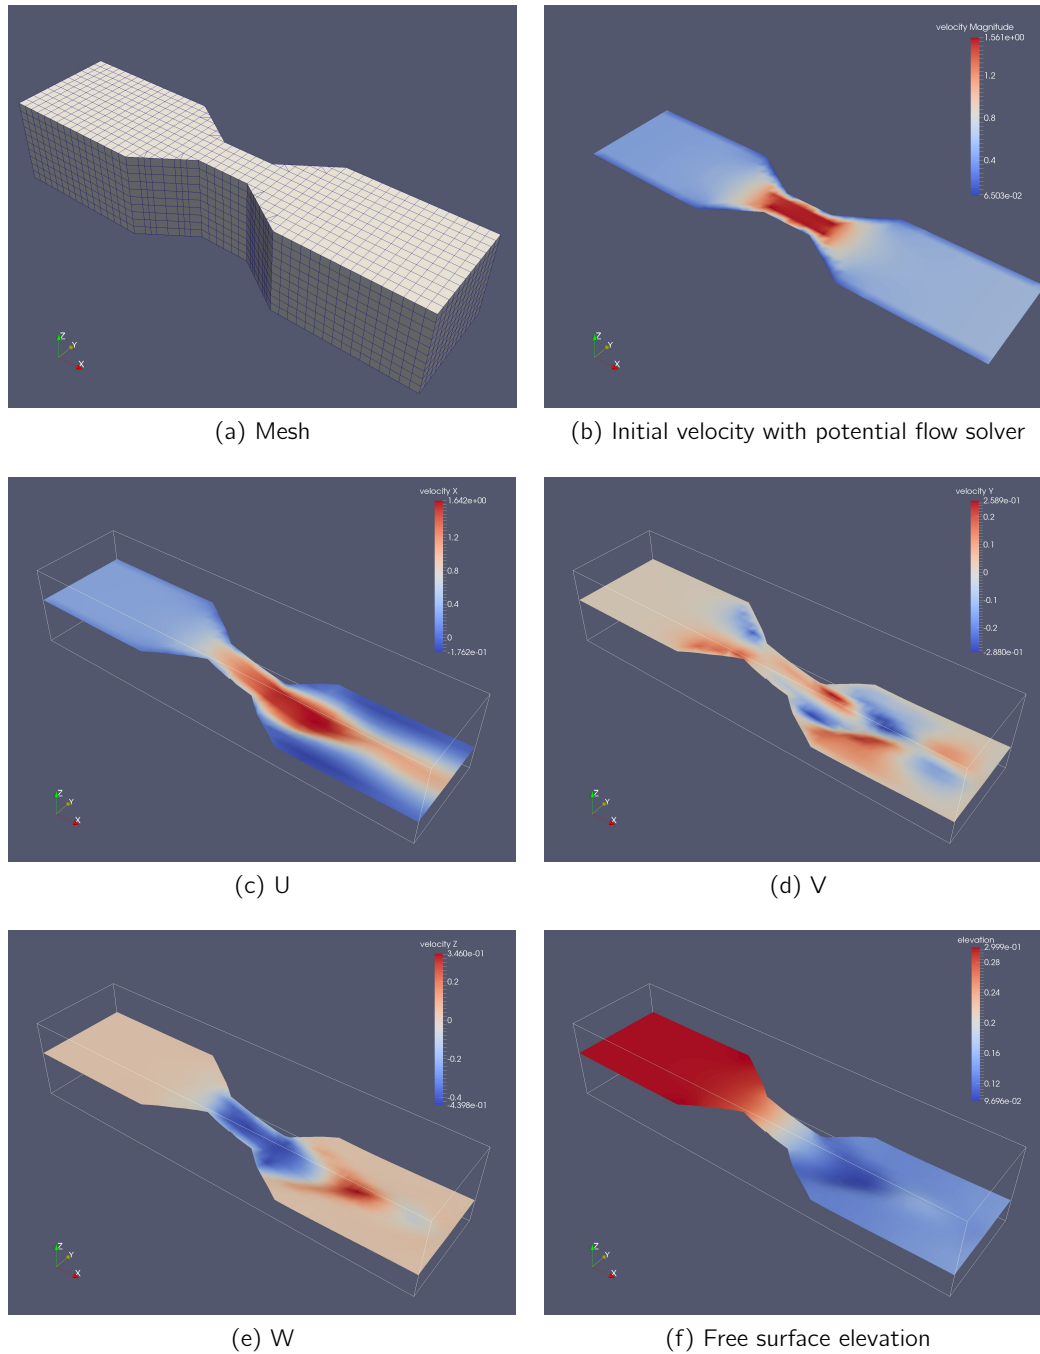 Z
Y
X
(a) Mesh
velocity Magnitude
1.561e+00
1.2
0.8
0.4
6.503e-02
Z
Y
X
(b) Initial velocity with potential flow solver
velocity X
1.642e+00
1.2
0.8
0.4
0
-1.762e-01
Z
Y
X
(c) U
velocity Y
2.589e-01
0.2
0.1
0
-0.1
-0.2
-2.880e-01
Z
Y
X
(d) V
velocity Z
3.460e-01
0.2
0
-0.2
-0.4
-4.398e-01
Z
Y
X
(e) W
elevation
2.999e-01
0.28
0.24
0.2
0.16
0.12
9.696e-02
Z
Y
X
(f) Free surface elevation